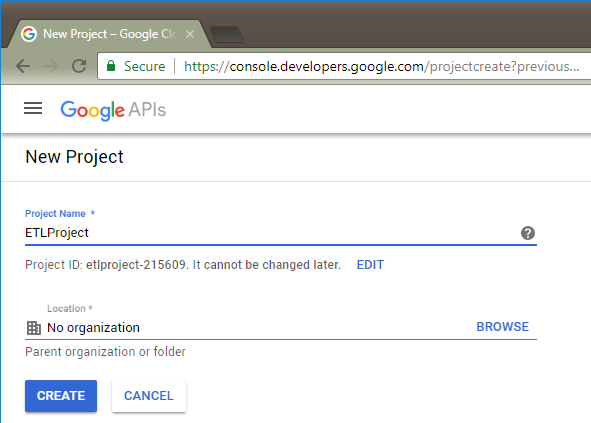 New Project – Google Clo
Secure https://console.developers.google.com/projectcreate?previous...
Google APIs
New Project
Project Name *
ETLProject
?
Project ID: etlproject-215609. It cannot be changed later. EDIT
Location *
No organization BROWSE
Parent organization or folder
CREATE CANCEL